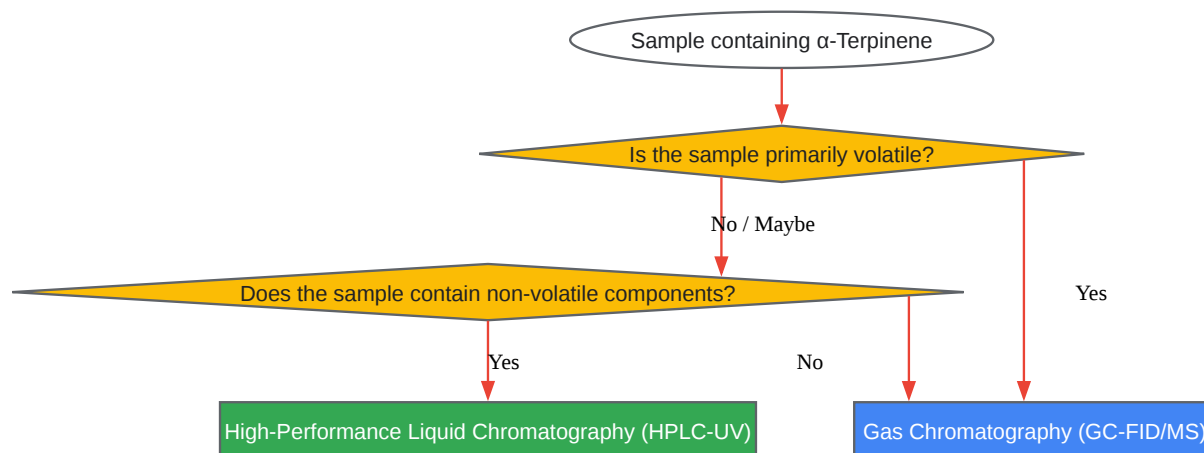 Sample containing α-Terpinene
Is the sample primarily volatile?
No / Maybe
Does the sample contain non-volatile components?
Yes
Yes
No
High-Performance Liquid Chromatography (HPLC-UV)
Gas Chromatography (GC-FID/MS)